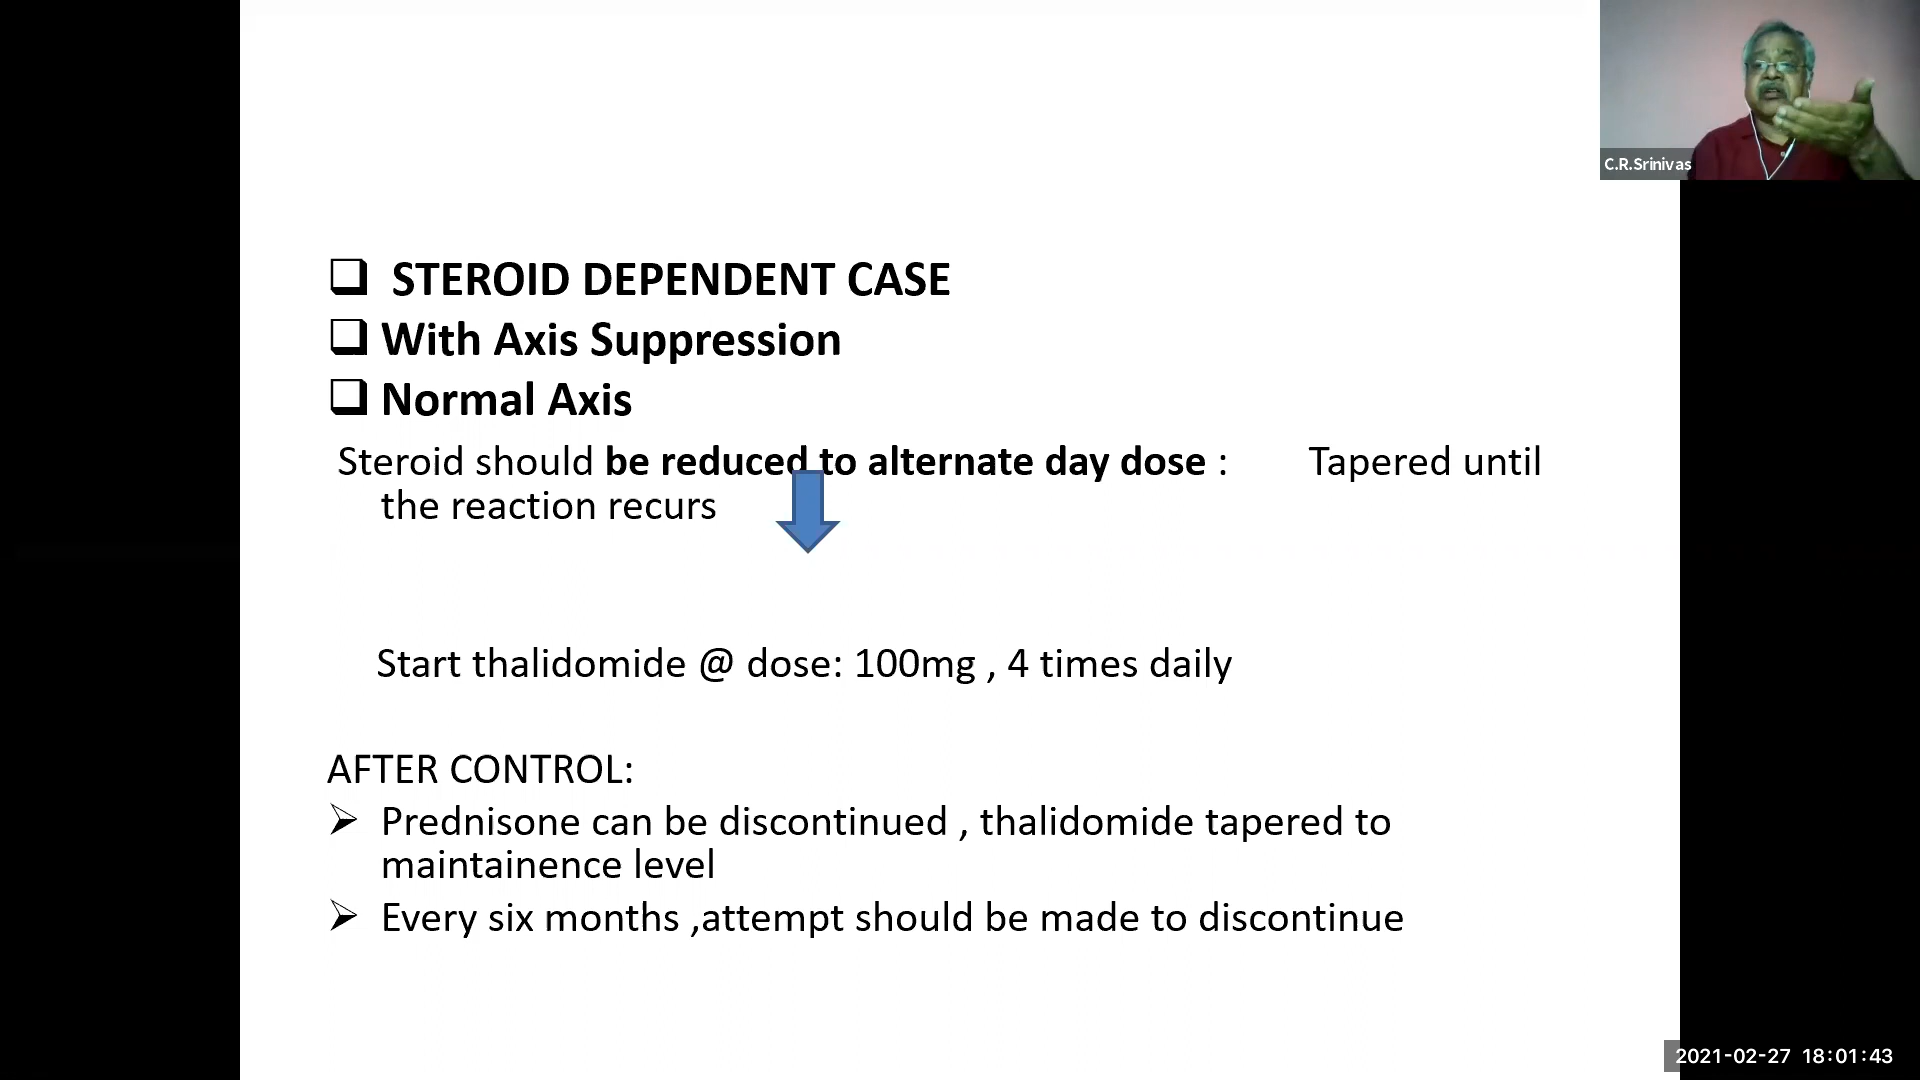 C.R.Srinivas
STEROID DEPENDENT CASE
With Axis Suppression
Normal Axis
Steroid should be reduced to alternate day dose : Tapered until
the reaction recurs
Start thalidomide @ dose: 100mg , 4 times daily
AFTER CONTROL:
Prednisone can be discontinued , thalidomide tapered to
maintainence level
Every six months ,attempt should be made to discontinue
2021-02-27 18:01:43